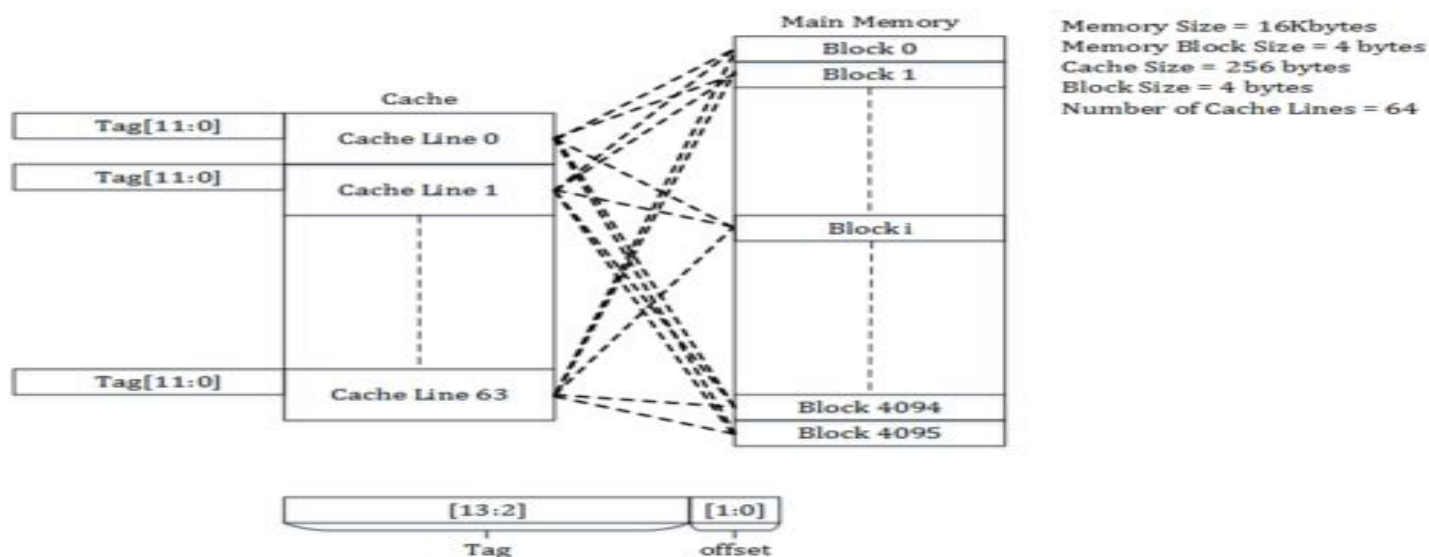 Main Memory
Block 0
Block 1
Block i
Block 4094
Block 4095
Memory Size = 16Kbytes
Memory Block Size = 4 bytes
Cache Size = 256 bytes
Block Size = 4 bytes
Number of Cache Lines = 64
Cache
Tag[11:0]
Cache Line 0
Tag[11:0]
Cache Line 1
Tag[11:0]
Cache Line 63
[13:2]
[1:0]
Tag
offset